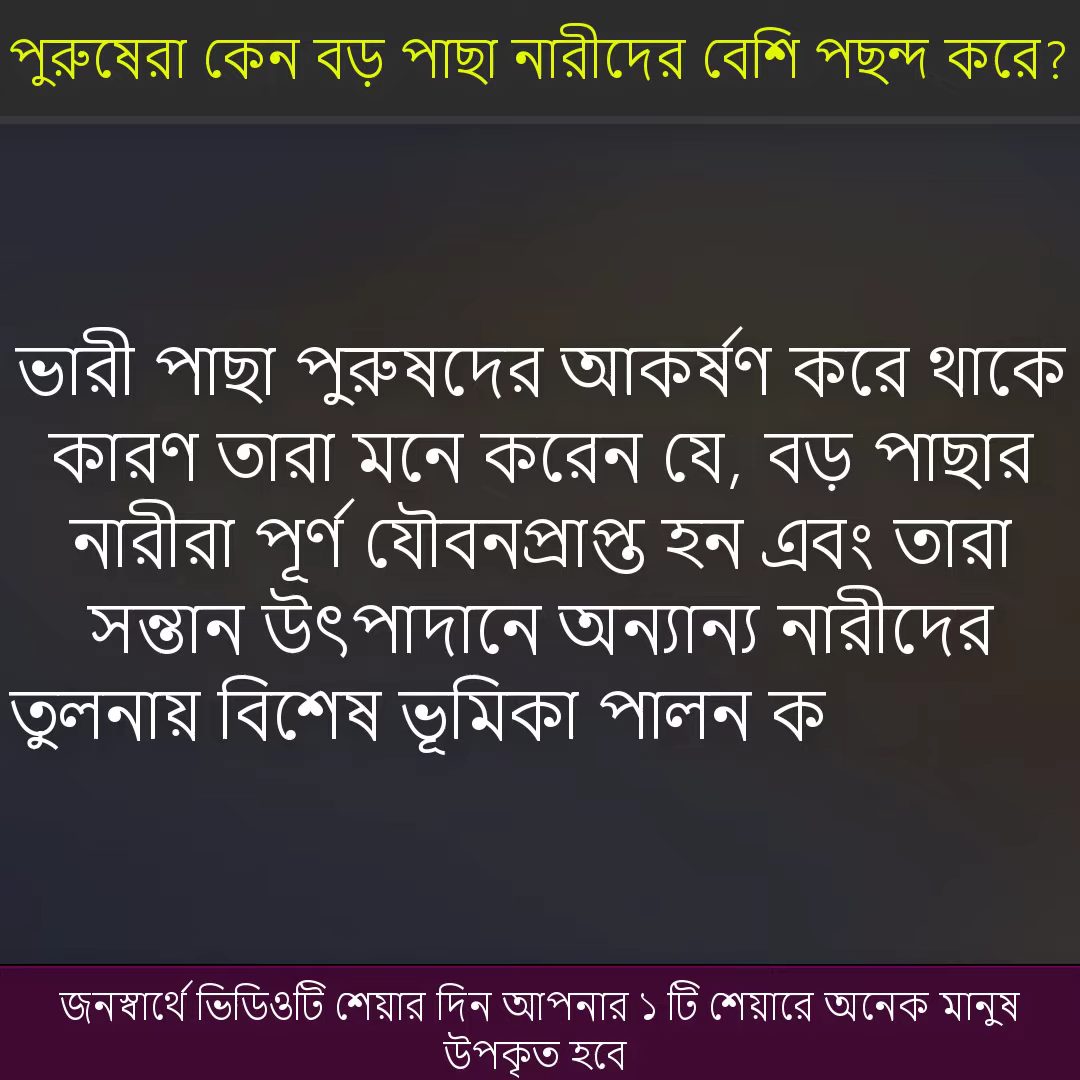 পুরুষেরা কেন বড় পাছা নারীদের বেশি পছন্দ করে?
ভারী পাছা পুরুষদের আকর্ষণ করে থাকে
কারণ তারা মনে করেন যে, বড় পাছার
নারীরা পূর্ণ যৌবনপ্রাপ্ত হন এবং তারা
সন্তান উৎপাদানে অন্যান্য নারীদের
তুলনায় বিশেষ ভূমিকা পালন ক
জনস্বার্থে ভিডিওটি শেয়ার দিন আপনার ১ টি শেয়ারে অনেক মানুষ
উপকৃত হবে